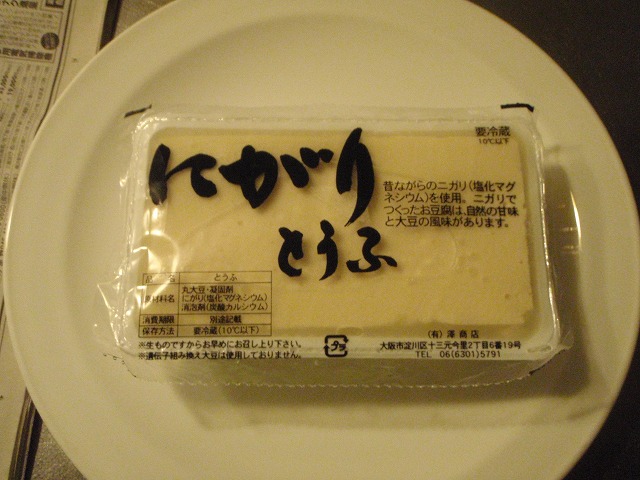 要冷蔵
10℃以下
にがり
とうふ
昔ながらのニガリ(塩化マグ
ネシウム)を使用。ニガリで
つくったお豆腐は、自然の甘味
と大豆の風味があります。
品 名 とうふ
原材料名 丸大豆・凝固剤
にがり(塩化マグネシウム)
消泡剤(炭酸カルシウム)
消費期限 別途記載
保存方法 要冷蔵(10℃以下)
※生ものですからお早めにお召し上り下さい。
※遺伝子組み換え大豆は使用しておりません。
プラ
(有)澤商店
大阪市淀川区十三元今里2丁目6番19号
TEL 06(6301)5791